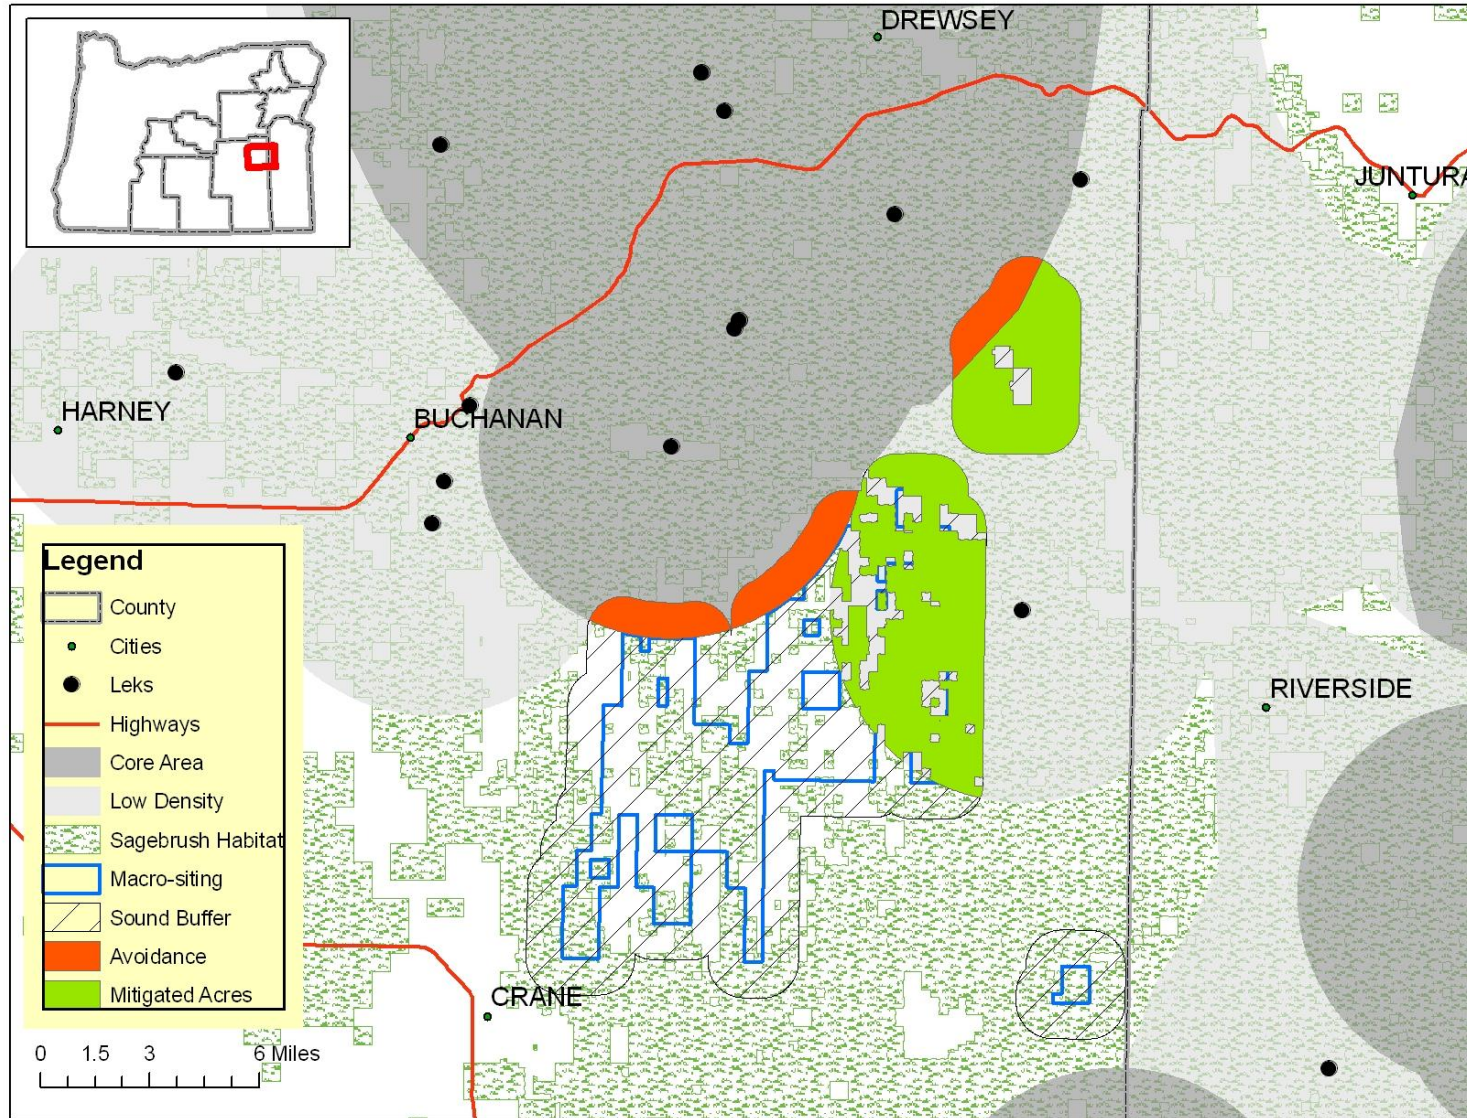 DREWSEY
JUNTURA
HARNEY
BUCHANAN
RIVERSIDE
CRANE
Legend
County
Cities
Leks
Highways
Core Area
Low Density
Sagebrush Habitat
Macro-siting
Sound Buffer
Avoidance
Mitigated Acres
0 1.5 3 6 Miles